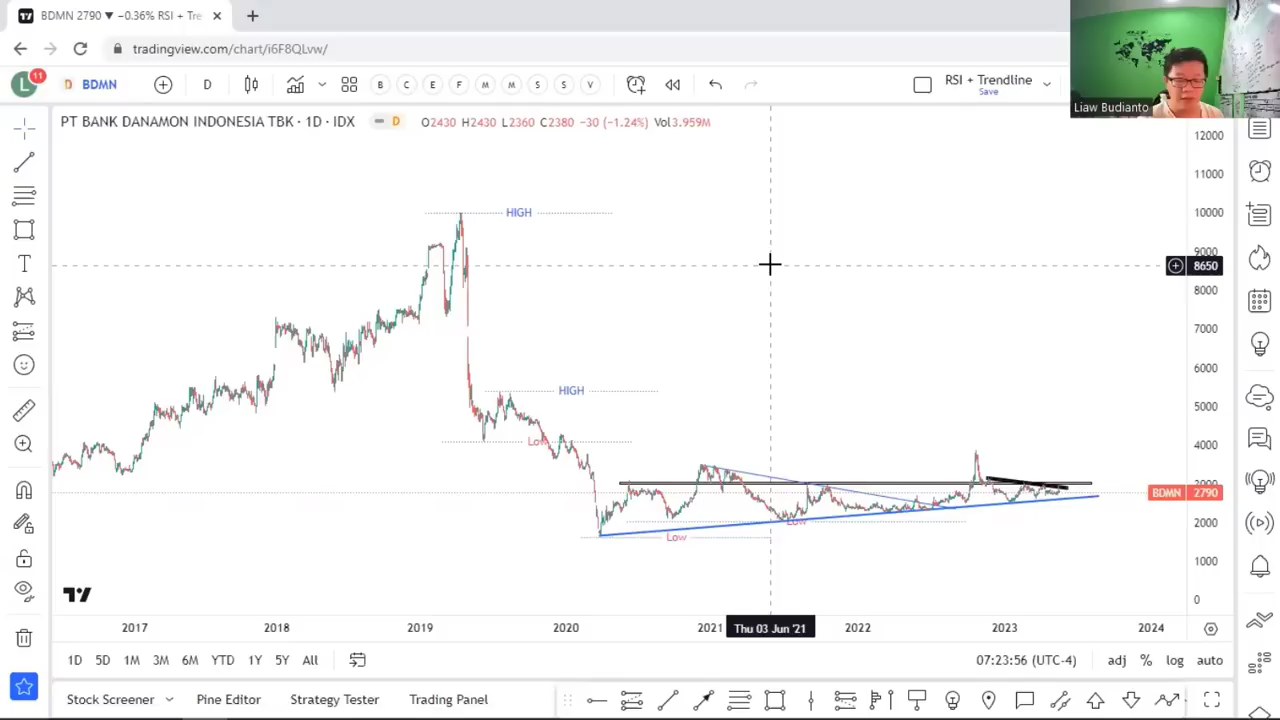 BDMN 2790 ▼ −0.36% RSI + Tre
tradingview.com/chart/i6F8QLvw/
L 11 D BDMN D B C E F M M S S V RSI + Trendline
Save
Liaw Budianto
PT BANK DANAMON INDONESIA TBK · 1D · IDX D O2430 H2430 L2360 C2380 −30 (−1.24%) Vol3.959M
12000
11000
10000
9000
8650
8000
7000
6000
5000
4000
3000
BDMN 2790
2000
1000
0
HIGH
HIGH
Low
Low
Low
2017 2018 2019 2020 2021 Thu 03 Jun '21 2022 2023 2024
1D 5D 1M 3M 6M YTD 1Y 5Y All 07:23:56 (UTC-4) adj % log auto
Stock Screener Pine Editor Strategy Tester Trading Panel